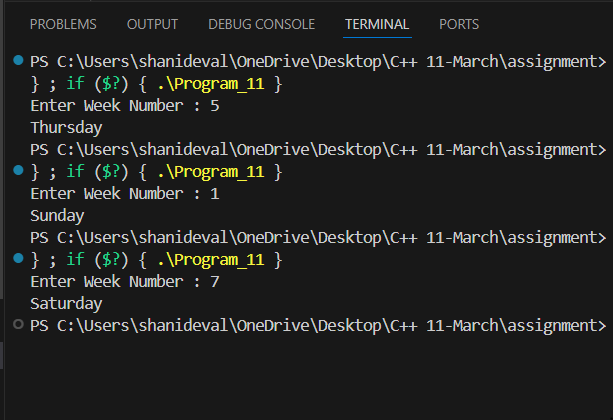 PROBLEMS OUTPUT DEBUG CONSOLE TERMINAL PORTS
PS C:\Users\shanideval\OneDrive\Desktop\C++ 11-March\assignment>
} ; if ($?) { .\Program_11 }
Enter Week Number : 5
Thursday
PS C:\Users\shanideval\OneDrive\Desktop\C++ 11-March\assignment>
} ; if ($?) { .\Program_11 }
Enter Week Number : 1
Sunday
PS C:\Users\shanideval\OneDrive\Desktop\C++ 11-March\assignment>
} ; if ($?) { .\Program_11 }
Enter Week Number : 7
Saturday
PS C:\Users\shanideval\OneDrive\Desktop\C++ 11-March\assignment>